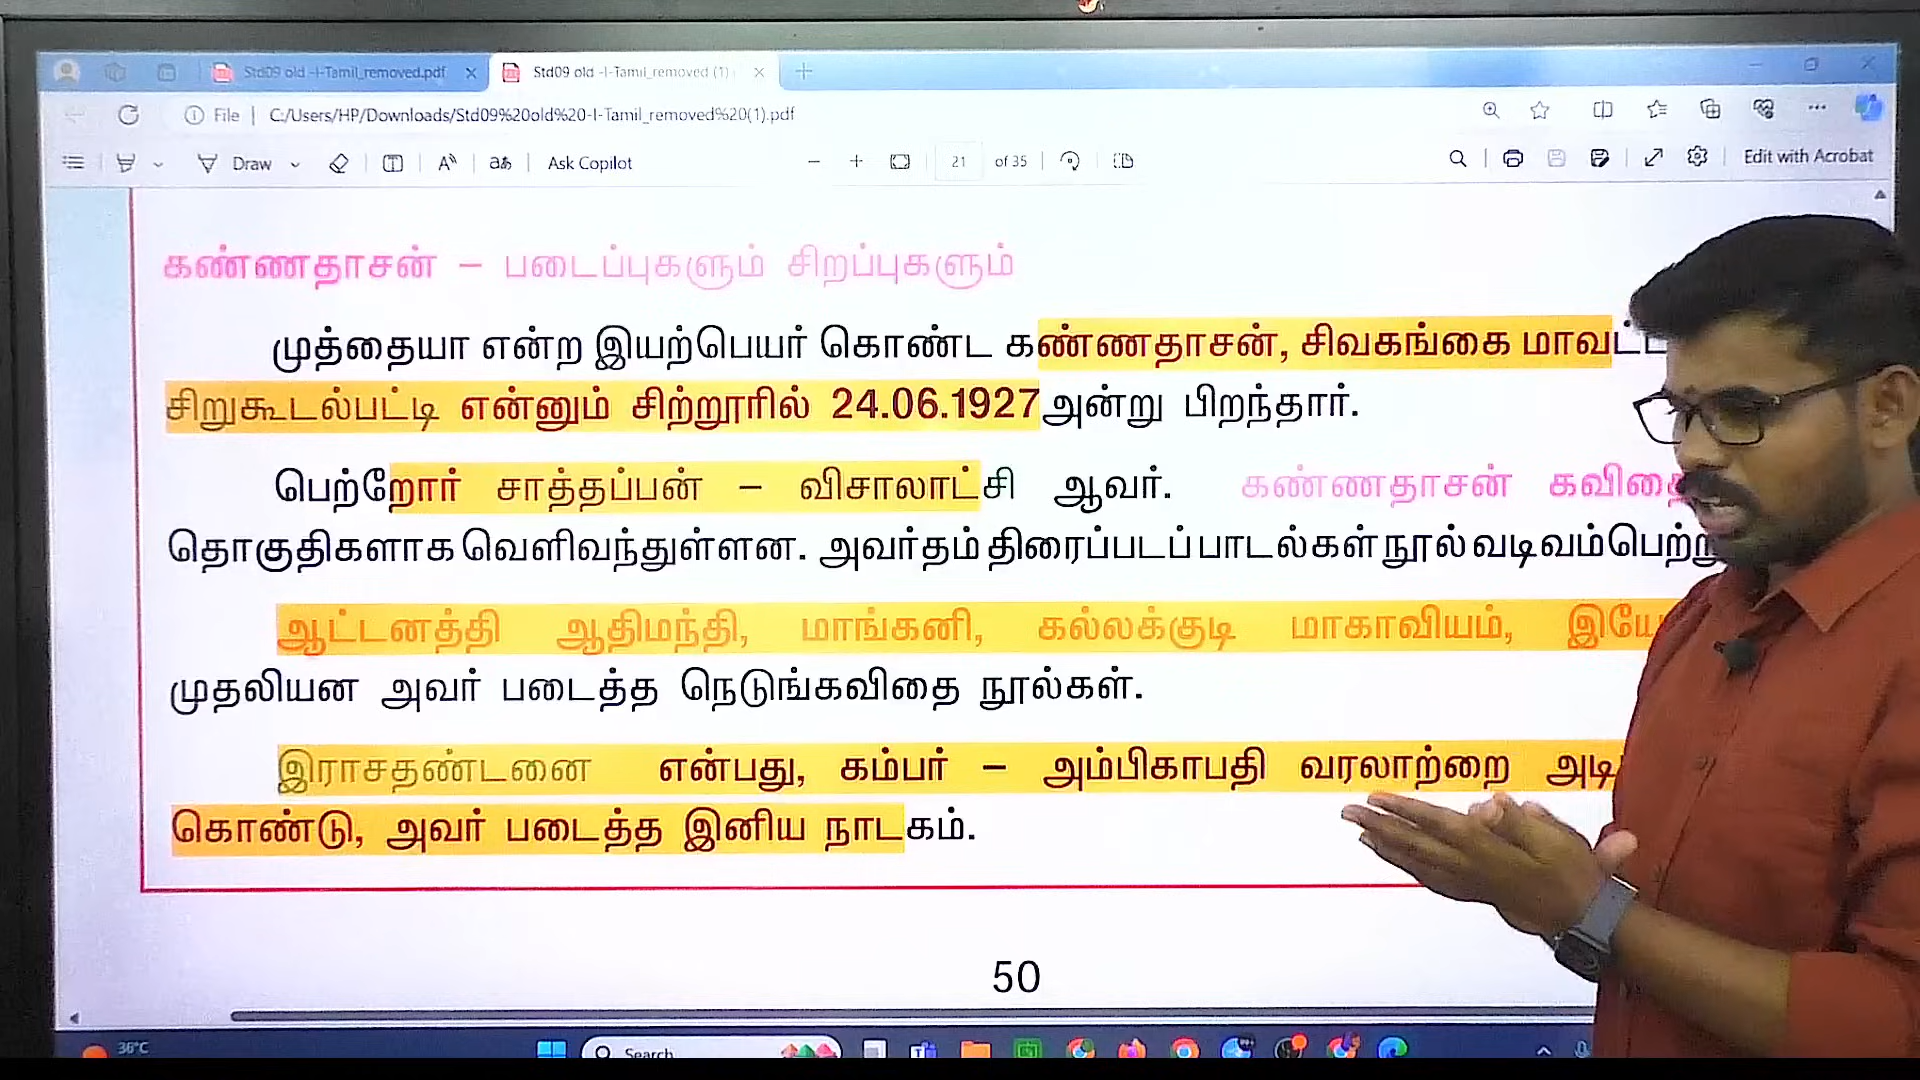 Std09 old -I-Tamil_removed.pdf
Std09 old -I-Tamil_removed (1)
File
C:/Users/HP/Downloads/Std09%20old%20-I-Tamil_removed%20(1).pdf
Draw
Ask Copilot
21 of 35
Edit with Acrobat
கண்ணதாசன் – படைப்புகளும் சிறப்புகளும்
முத்தையா என்ற இயற்பெயர் கொண்ட கண்ணதாசன், சிவகங்கை
சிறுகூடல்பட்டி என்னும் சிற்றூரில் 24.06.1927 அன்று பிறந்தார்.
பெற்றோர் சாத்தப்பன் – விசாலாட்சி ஆவர். கண்ணதாசன்
தொகுதிகளாக வெளிவந்துள்ளன. அவர்தம் திரைப்படப் பாடல்கள் நூல் வடிவம்
ஆட்டனத்தி ஆதிமந்தி, மாங்கனி, கல்லக்குடி மாகாவியம்,
முதலியன அவர் படைத்த நெடுங்கவிதை நூல்கள்.
இராசதண்டனை என்பது, கம்பர் – அம்பிகாபதி வரலாற்றை
கொண்டு, அவர் படைத்த இனிய நாடகம்.
50
36°C
Search